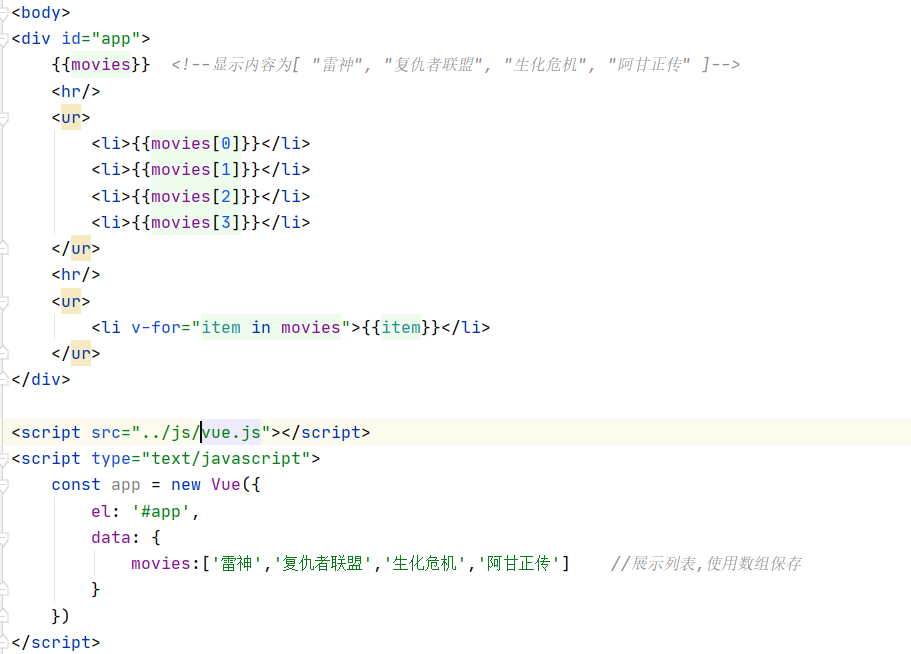 <body>
<div id="app">
    {{movies}}  <!--显示内容为[ "雷神", "复仇者联盟", "生化危机", "阿甘正传" ]-->
    <hr/>
    <ur>
        <li>{{movies[0]}}</li>
        <li>{{movies[1]}}</li>
        <li>{{movies[2]}}</li>
        <li>{{movies[3]}}</li>
    </ur>
    <hr/>
    <ur>
        <li v-for="item in movies">{{item}}</li>
    </ur>
</div>
<script src="../js/vue.js"></script>
<script type="text/javascript">
    const app = new Vue({
        el: '#app',
        data: {
            movies:['雷神','复仇者联盟','生化危机','阿甘正传']    //展示列表,使用数组保存
        }
    })
</script>